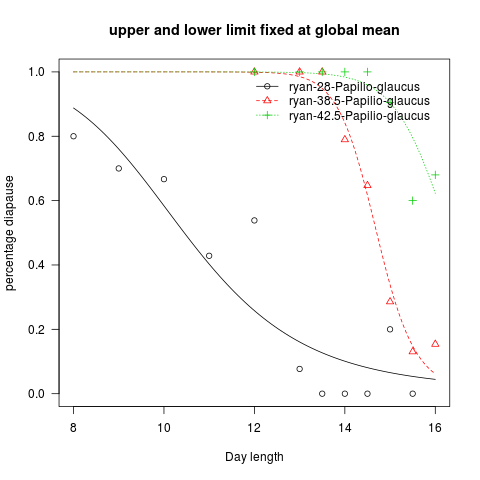 upper and lower limit fixed at global mean
percentage diapause
1.0
0.8
0.6
0.4
0.2
0.0
ryan-28-Papilio-glaucus
ryan-38.5-Papilio-glaucus
ryan-42.5-Papilio-glaucus
8 10 12 14 16
Day length